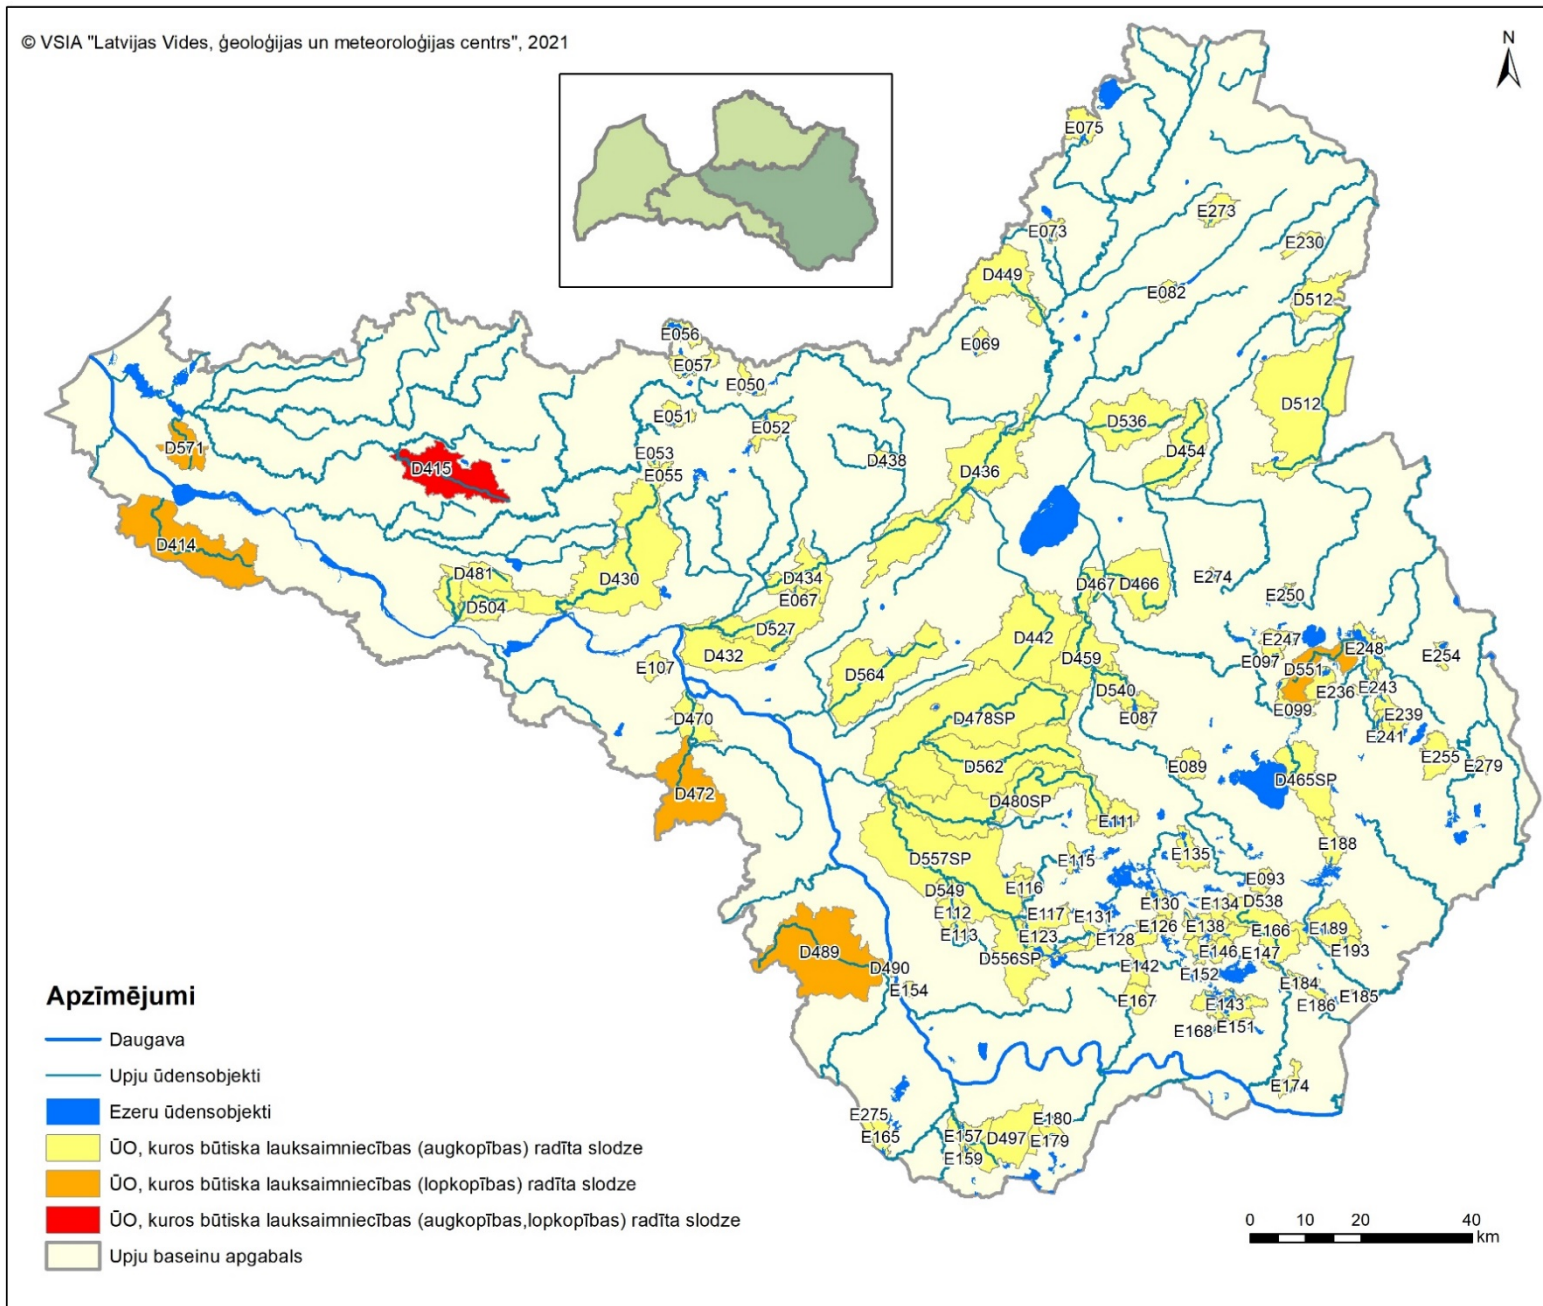 © VSIA "Latvijas Vides, ģeoloģijas un meteoroloģijas centrs", 2021
N
E075
E273
E073
E230
D449
E082
D512
E056
E069
E057
E050
D512
E051
D536
E052
D571
D454
E053
D438
D415
D436
E055
D414
D481
D430
D434
D467
D466
E274
E250
D504
E067
D527
D442
E247
E248
D432
D459
E097
E254
E107
D551
D564
D540
E236
E243
D470
D478SP
E087
E099
E239
E241
D562
E089
E255
E279
D472
D465SP
D480SP
E111
E188
D557SP
E115
E135
D549
E116
E093
E130
E134
D538
E112
E117
E131
E126
E138
E166
E189
E113
E123
E128
E146
E147
E193
D489
D556SP
D490
E142
E152
E154
E184
E185
E167
E143
E186
E168
E151
E174
E275
E180
E165
E157
D497
E179
E159
Apzīmējumi
Daugava
Upju ūdensobjekti
Ezeru ūdensobjekti
ŪO, kuros būtiska lauksaimniecības (augkopības) radīta slodze
ŪO, kuros būtiska lauksaimniecības (lopkopības) radīta slodze
ŪO, kuros būtiska lauksaimniecības (augkopības,lopkopības) radīta slodze
Upju baseinu apgabals
0 10 20 40
km